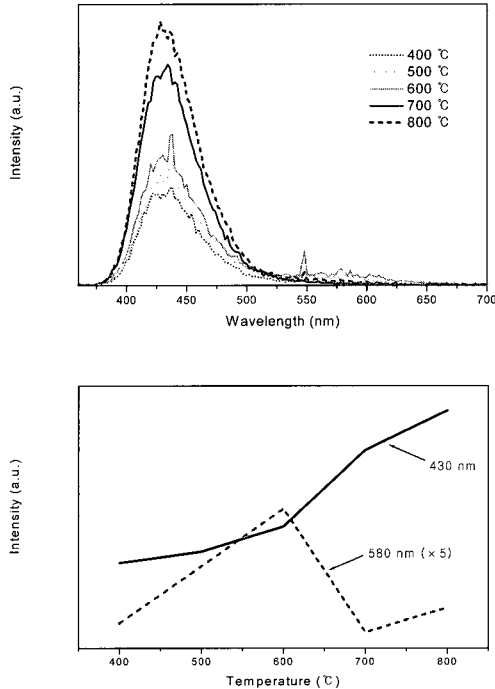 Intensity (a.u.)
400 ℃
500 ℃
600 ℃
700 ℃
800 ℃
400 450 500 550 600 650 700
Wavelength (nm)
Intensity (a.u.)
430 nm
580 nm (× 5)
400 500 600 700 800
Temperature (℃)